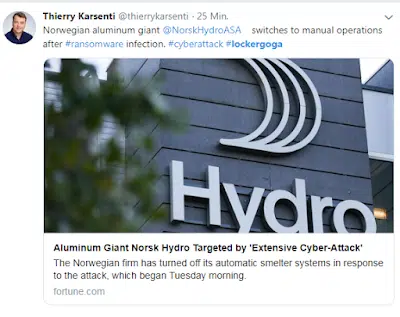 Thierry Karsenti @thierrykarsenti · 25 Min.
Norwegian aluminum giant @NorskHydroASA switches to manual operations
after #ransomware infection. #cyberattack #lockergoga
Hydro
Aluminum Giant Norsk Hydro Targeted by 'Extensive Cyber-Attack'
The Norwegian firm has turned off its automatic smelter systems in response
to the attack, which began Tuesday morning.
fortune.com